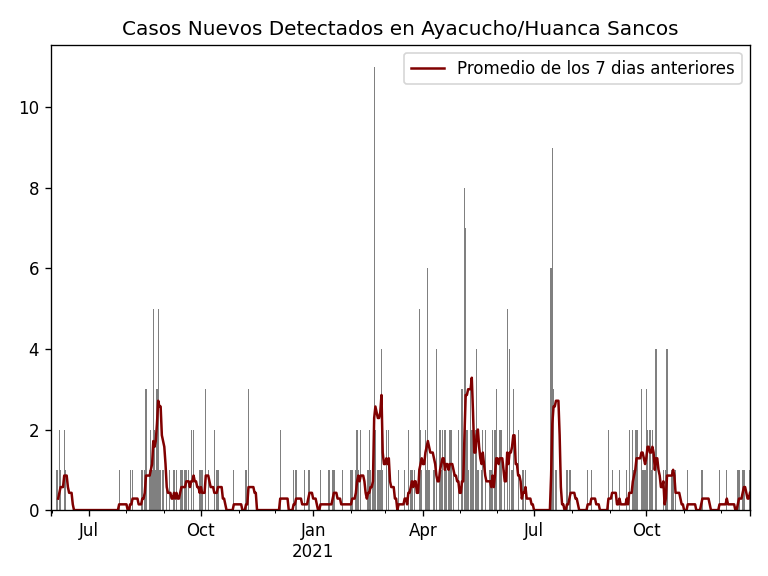 Casos Nuevos Detectados en Ayacucho/Huanca Sancos
Promedio de los 7 dias anteriores
10
8
6
4
2
0
Jul Oct Jan Apr Jul Oct
2021